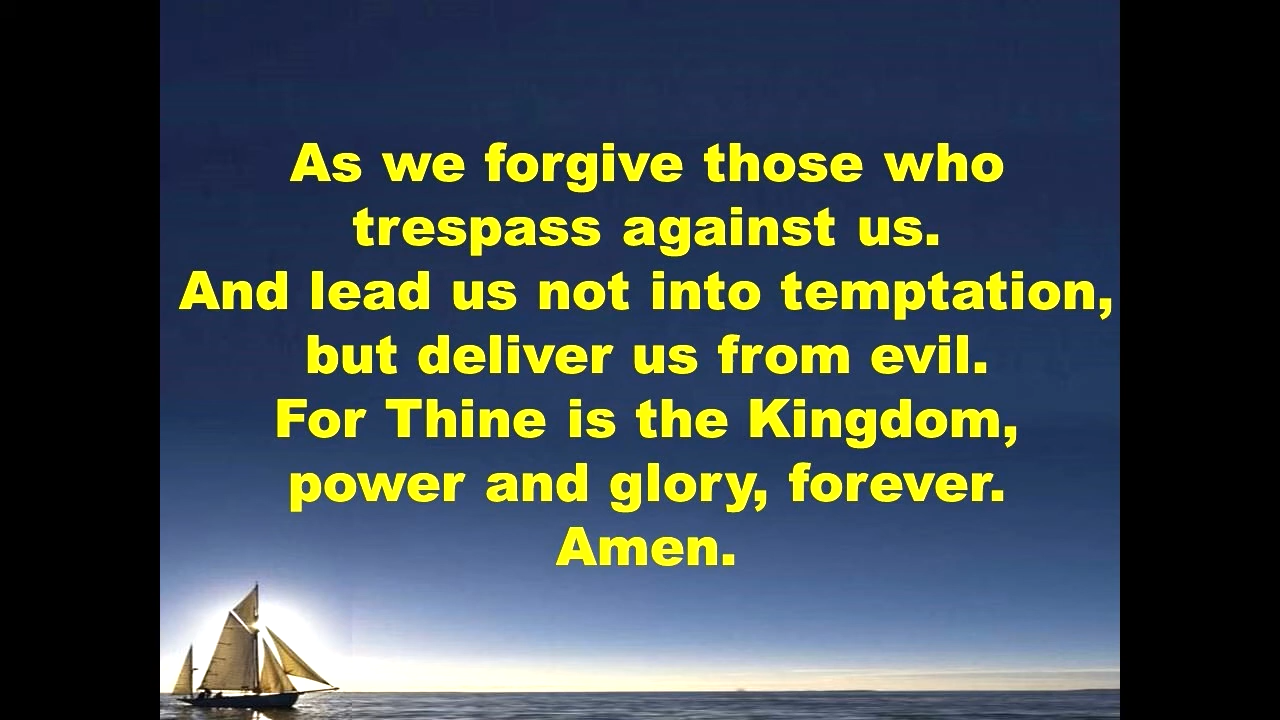 As we forgive those who
trespass against us.
And lead us not into temptation,
but deliver us from evil.
For Thine is the Kingdom,
power and glory, forever.
Amen.